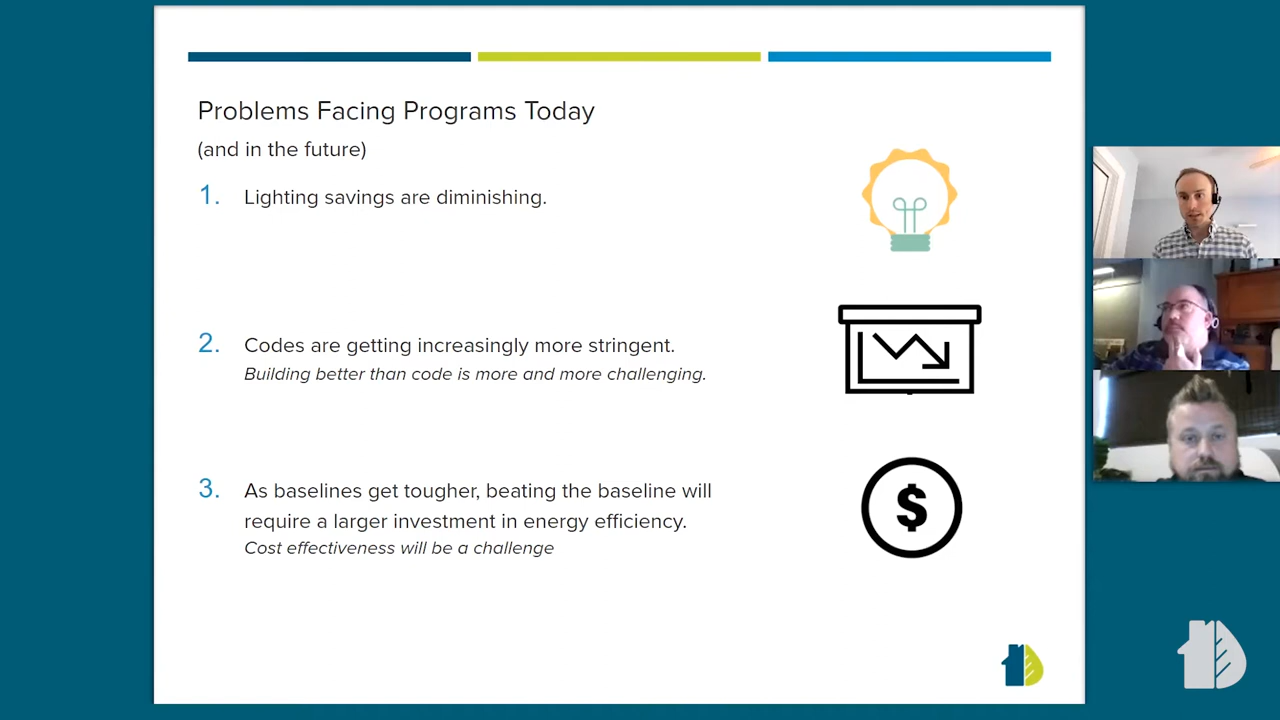 Problems Facing Programs Today
(and in the future)
1. Lighting savings are diminishing.
2. Codes are getting increasingly more stringent.
Building better than code is more and more challenging.
3. As baselines get tougher, beating the baseline will
require a larger investment in energy efficiency.
Cost effectiveness will be a challenge
$